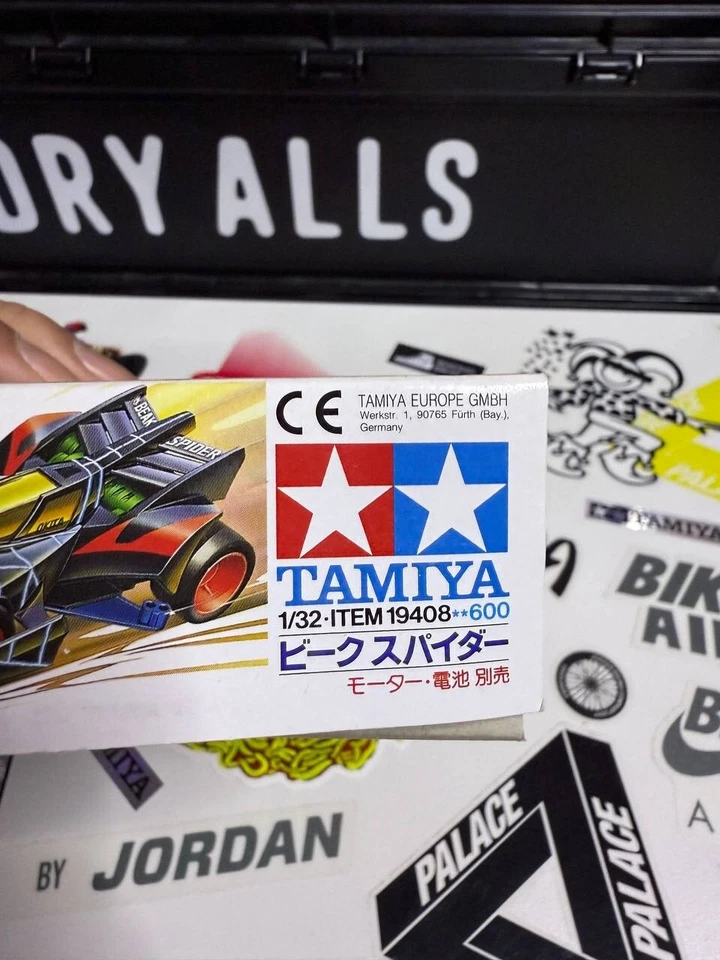 ORY ALLS
BEAK
SPIDER
OKITA
CE
TAMIYA EUROPE GMBH
Werkstr. 1, 90765 Fürth (Bay.),
Germany
TAMIYA
1/32·ITEM 19408**600
ビーク スパイダー
モーター・電池 別売
TAMIYA
BIK
AIR
BY JORDAN
PALACE
PALACE